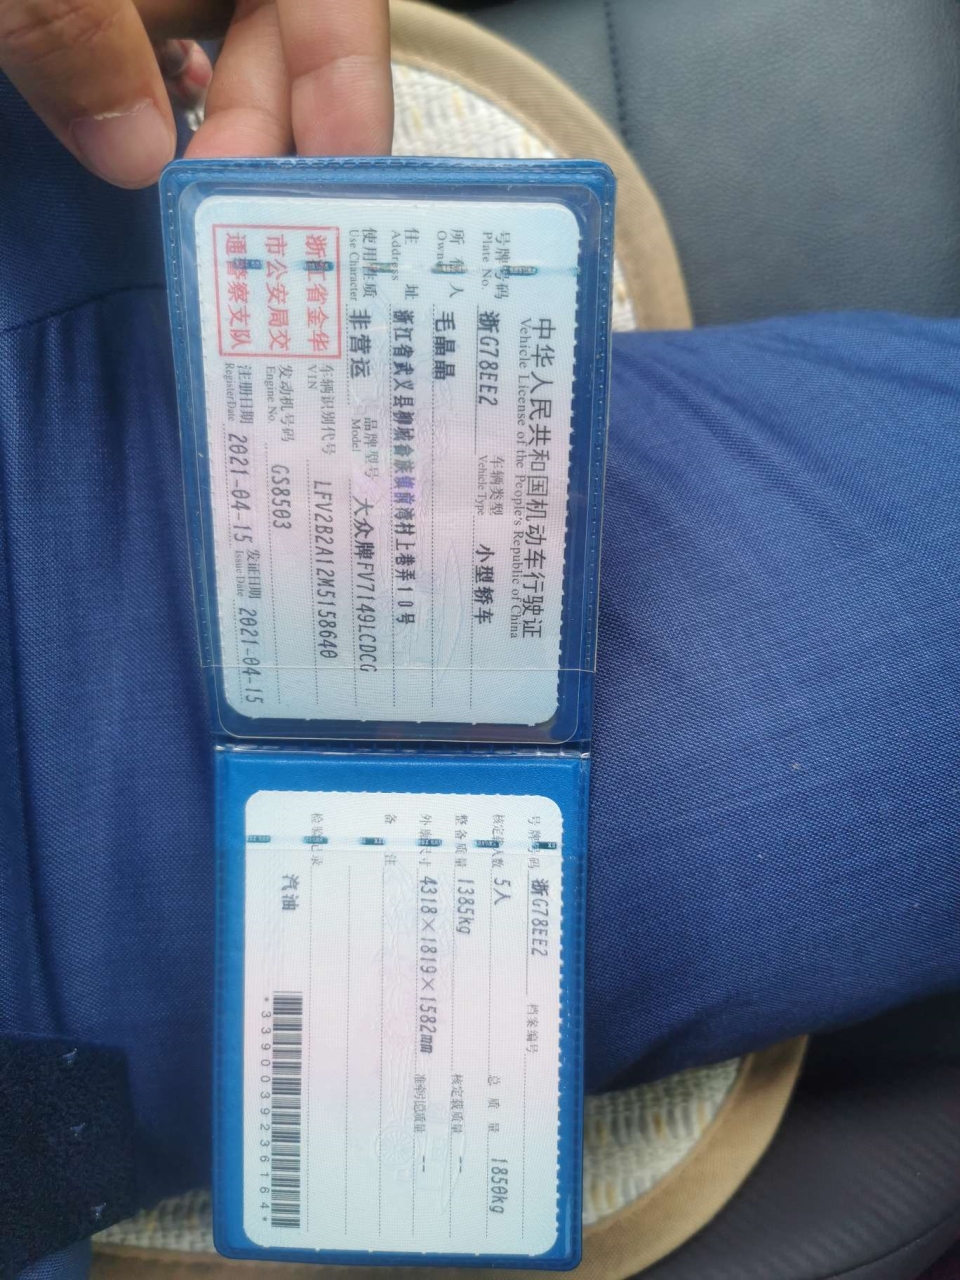 中华人民共和国机动车行驶证
Vehicle License of the People's Republic of China
号牌号码 浙G78EE2 车辆类型 小型轿车
Plate No. Vehicle Type
所有人 毛晶晶
Owner
住址 浙江省武义县柳城畲族镇前湾村上巷弄10号
Address
使用性质 非营运 品牌型号 大众牌FV7149LCDCG
Use Character Model
浙江省金华市公安局交通警察支队
车辆识别代号 LFV2B2A12M5158640
VIN
发动机号码 GS8503
Engine No.
注册日期 2021-04-15 发证日期 2021-04-15
Register Date Issue Date
号牌号码 浙G78EE2 档案编号
核定载人数 5人 总质量 1850kg
整备质量 1385kg 核定载质量 --
外廓尺寸 4318×1819×1582mm 准牵引总质量 --
备注
检验记录
汽油
*3390039236164*